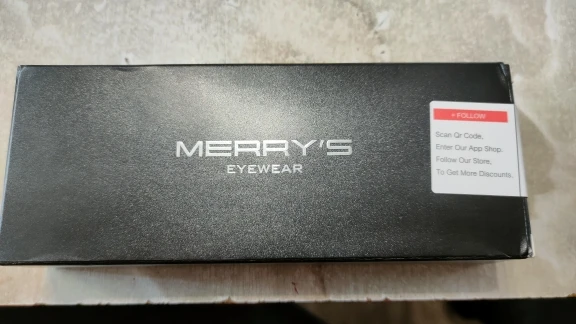 MERRY'S
EYEWEAR
+ FOLLOW
Scan Qr Code,
Enter Our App Shop.
Follow Our Store,
To Get More Discounts.